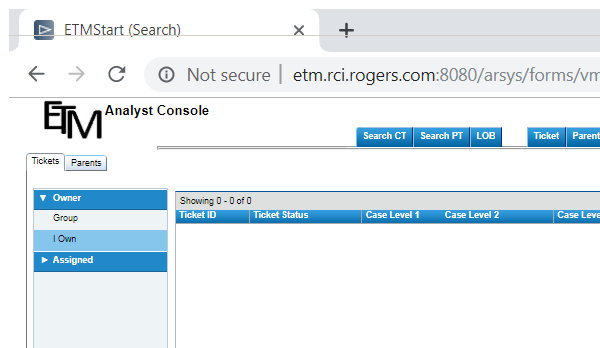 ETMStart (Search)
Not secure | etm.rci.rogers.com:8080/arsys/forms/vm
ETM Analyst Console
Search CT Search PT LOB Ticket Parent
Tickets Parents
Owner
Showing 0 - 0 of 0
Ticket ID Ticket Status Case Level 1 Case Level 2 Case Leve
Group
I Own
Assigned